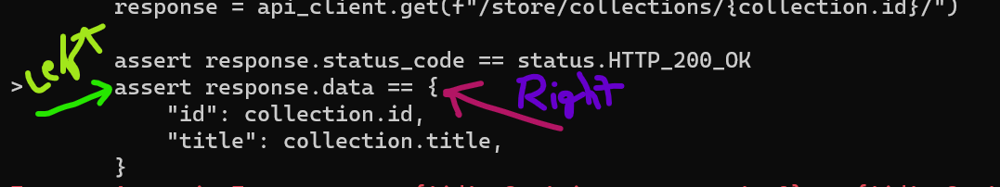 response = api_client.get(f"/store/collections/{collection.id}/")
assert response.status_code == status.HTTP_200_OK
Left
> assert response.data == {
Right
"id": collection.id,
"title": collection.title,
}